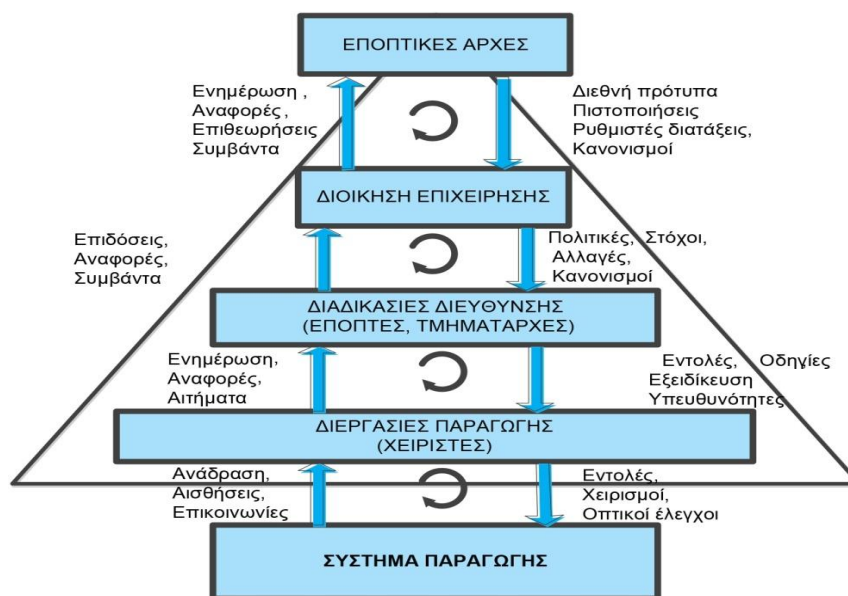 ΕΠΟΠΤΙΚΕΣ ΑΡΧΕΣ
Ενημέρωση ,
Αναφορές ,
Επιθεωρήσεις
Συμβάντα
Διεθνή πρότυπα
Πιστοποιήσεις
Ρυθμιστές διατάξεις,
Κανονισμοί
ΔΙΟΙΚΗΣΗ ΕΠΙΧΕΙΡΗΣΗΣ
Επιδόσεις,
Αναφορές,
Συμβάντα
Πολιτικές, Στόχοι,
Αλλαγές,
Κανονισμοί
ΔΙΑΔΙΚΑΣΙΕΣ ΔΙΕΥΘΥΝΣΗΣ
(ΕΠΟΠΤΕΣ, ΤΜΗΜΑΤΑΡΧΕΣ)
Ενημέρωση,
Αναφορές,
Αιτήματα
Εντολές, Οδηγίες
Εξειδίκευση
Υπευθυνότητες
ΔΙΕΡΓΑΣΙΕΣ ΠΑΡΑΓΩΓΗΣ
(ΧΕΙΡΙΣΤΕΣ)
Ανάδραση,
Αισθήσεις,
Επικοινωνίες
Εντολές,
Χειρισμοί,
Οπτικοί έλεγχοι
ΣΥΣΤΗΜΑ ΠΑΡΑΓΩΓΗΣ